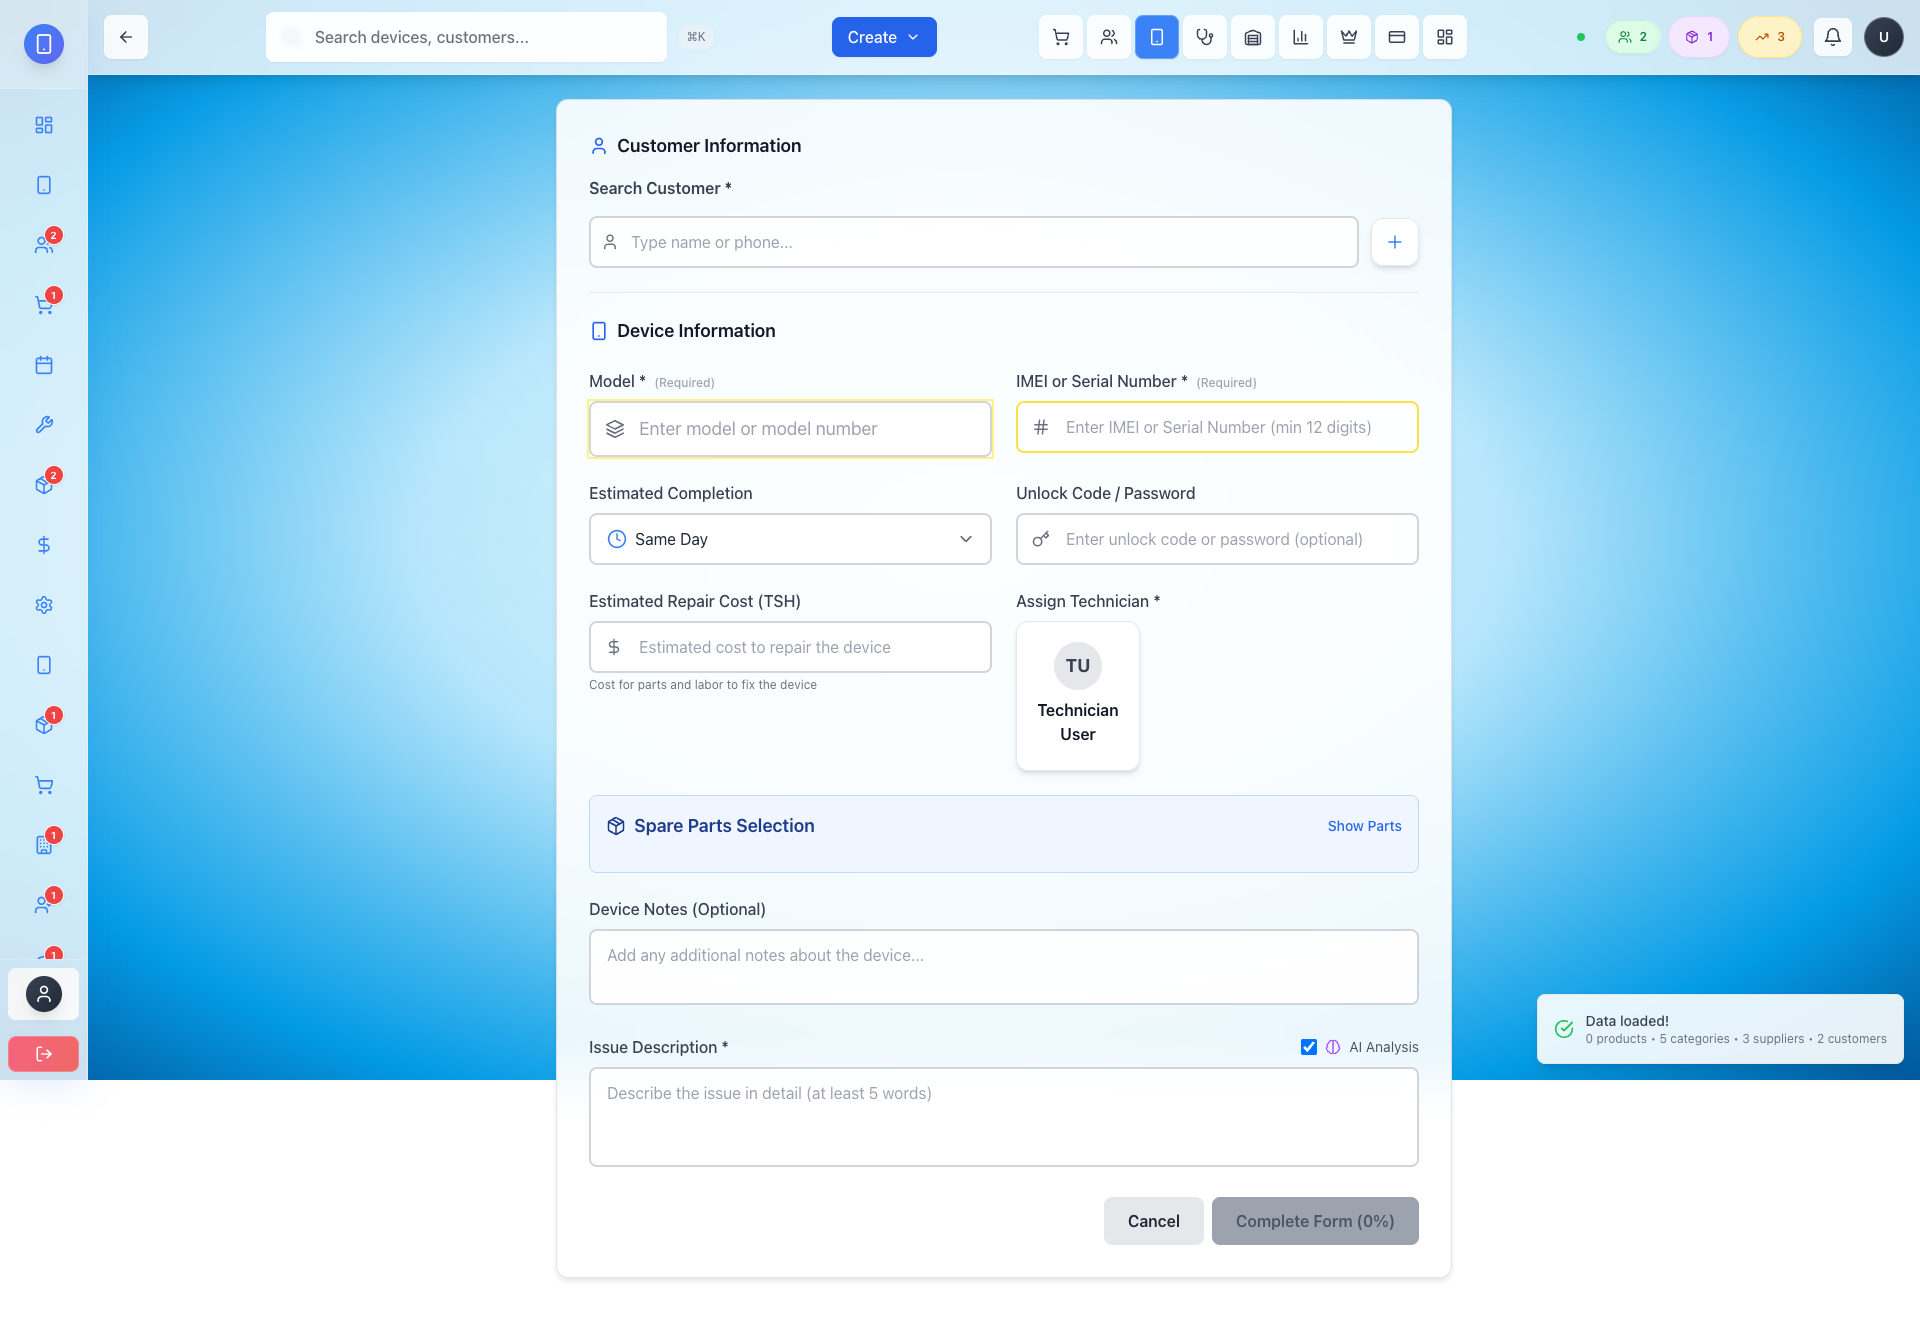 Search devices, customers...
⌘K
Create
2
1
3
U
2
1
2
1
1
1
1
Customer Information
Search Customer *
Type name or phone...
Device Information
Model * (Required)
IMEI or Serial Number * (Required)
Enter model or model number
Enter IMEI or Serial Number (min 12 digits)
Estimated Completion
Unlock Code / Password
Same Day
Enter unlock code or password (optional)
Estimated Repair Cost (TSH)
Assign Technician *
Estimated cost to repair the device
Cost for parts and labor to fix the device
TU
Technician
User
Spare Parts Selection
Show Parts
Device Notes (Optional)
Add any additional notes about the device...
Issue Description *
AI Analysis
Describe the issue in detail (at least 5 words)
Cancel
Complete Form (0%)
Data loaded!
0 products • 5 categories • 3 suppliers • 2 customers